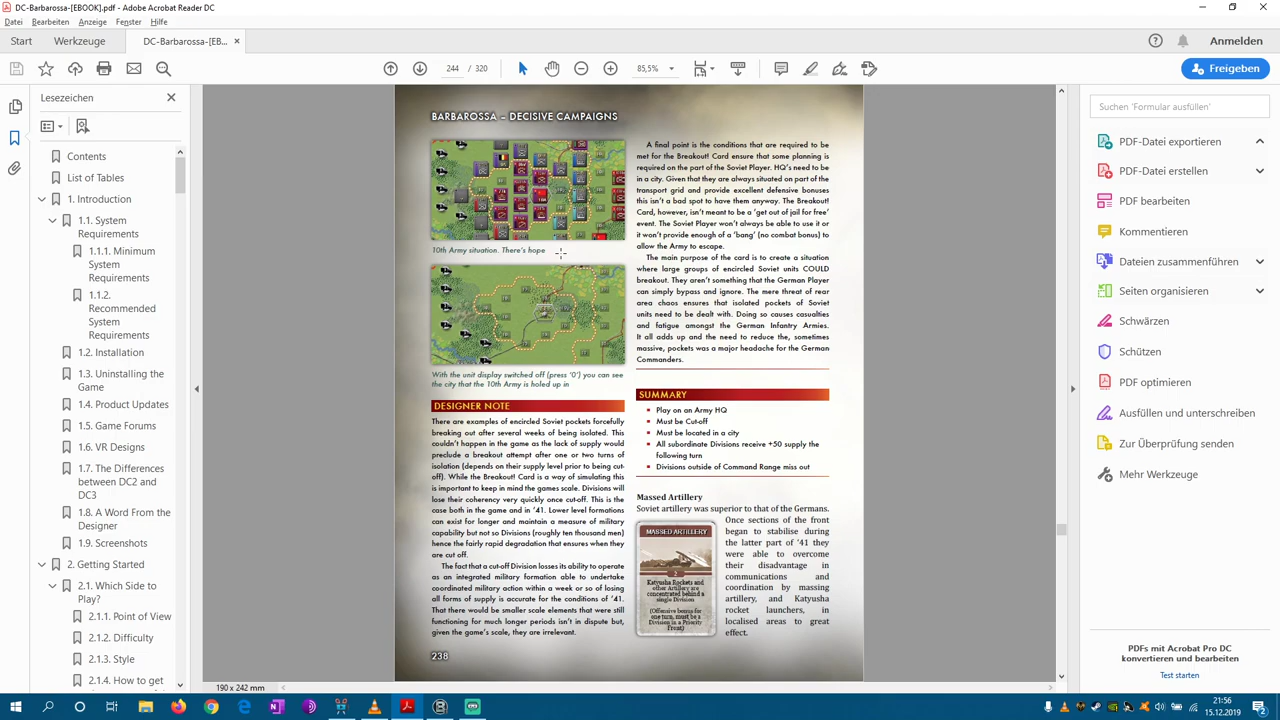 DC-Barbarossa-[EBOOK].pdf - Adobe Acrobat Reader DC
Datei Bearbeiten Anzeige Fenster Hilfe
Start Werkzeuge DC-Barbarossa-[EB... × Anmelden
244 / 320 85,5% Freigeben
Lesezeichen
Contents
List of Tables
1. Introduction
1.1. System
Requirements
1.1.1. Minimum
System
Requirements
1.1.2.
Recommended
System
Requirements
1.2. Installation
1.3. Uninstalling the
Game
1.4. Product Updates
1.5. Game Forums
1.6. VR Designs
1.7. The Differences
between DC2 and
DC3
1.8. A Word From the
Designer
1.9. Scenarios
2. Getting Started
2.1. Which Side to
Play?
2.1.1. Point of View
2.1.2. Difficulty
2.1.3. Style
2.1.4. How to get
190 x 242 mm
BARBAROSSA – DECISIVE CAMPAIGNS
10th Army situation. There's hope
With the unit display switched off (press '0') you can see
the city that the 10th Army is holed up in
DESIGNER NOTE
There are examples of encircled Soviet pockets forcefully
breaking out after several weeks of being isolated. This
couldn't happen in the game as the lack of supply would
preclude a breakout attempt after one or two turns of
isolation (depends on their supply level prior to being cut-
off). While the Breakout! Card is a way of simulating this
is important to keep in mind the games scale. Divisions will
lose their coherency very quickly once cut-off. This is the
case both in the game and in '41. Lower level formations
can exist for longer and maintain a measure of military
capability but not so Divisions (roughly ten thousand men)
hence the fairly rapid degradation that ensures when they
are cut off.
The fact that a cut-off Division losses its ability to operate
as an integrated military formation able to undertake
coordinated military action within a week or so of losing
all forms of supply is accurate for the conditions of '41.
That there would be smaller scale elements that were still
functioning for much longer periods isn't in dispute but,
given the game's scale, they are irrelevant.
238
A final point is the conditions that are required to be
met for the Breakout! Card ensure that some planning is
required on the part of the Soviet Player. HQ's need to be
in a city. Given that they are always situated on part of the
transport grid and provide excellent defensive bonuses
this isn't a bad spot to have them anyway. The Breakout!
Card, however, isn't meant to be a 'get out of jail for free'
event. The Soviet Player won't always be able to use it or
it won't provide enough of a 'bang' (no combat bonus) to
allow the Army to escape.
The main purpose of the card is to create a situation
where large groups of encircled Soviet units COULD
breakout. They aren't something that the German Player
can simply bypass and ignore. The mere threat of rear
area chaos ensures that isolated pockets of Soviet
units need to be dealt with. Doing so causes casualties
and fatigue amongst the German Infantry Armies.
It all adds up and the need to reduce the, sometimes
massive, pockets was a major headache for the German
Commanders.
SUMMARY
Play on an Army HQ
Must be Cut-off
Must be located in a city
All subordinate Divisions receive +50 supply the
following turn
Divisions outside of Command Range miss out
Massed Artillery
Soviet artillery was superior to that of the Germans.
Once sections of the front
began to stabilise during
the latter part of '41 they
were able to overcome
their disadvantage in
communications and
coordination by massing
artillery, and Katyusha
rocket launchers, in
localised areas to great
effect.
MASSED ARTILLERY
2
Katyusha Rockets and
other Artillery are
concentrated behind a
single Division
(Offensive bonus for
one turn, must be a
Division in a Priority
Front)
Suchen 'Formular ausfüllen'
PDF-Datei exportieren
PDF-Datei erstellen
PDF bearbeiten
Kommentieren
Dateien zusammenführen
Seiten organisieren
Schwärzen
Schützen
PDF optimieren
Ausfüllen und unterschreiben
Zur Überprüfung senden
Mehr Werkzeuge
PDFs mit Acrobat Pro DC
konvertieren und bearbeiten
Test starten
21:56
15.12.2019